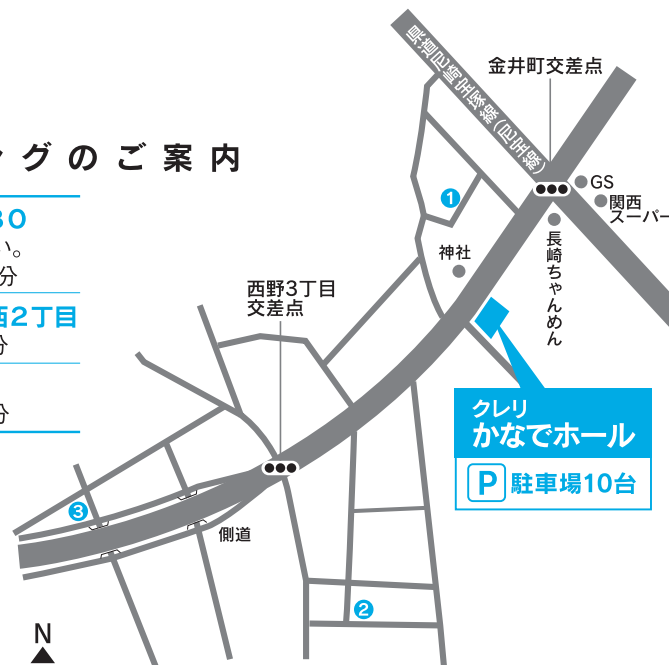 県道尼崎宝塚線(尼宝線)
金井町交差点
グのご案内
GS
関西
スーパー
30
い。
分
1
神社
長崎ちゃんめん
西野3丁目
交差点
西2丁目
分
分
クレリ
かなでホール
P 駐車場10台
3
側道
2
N